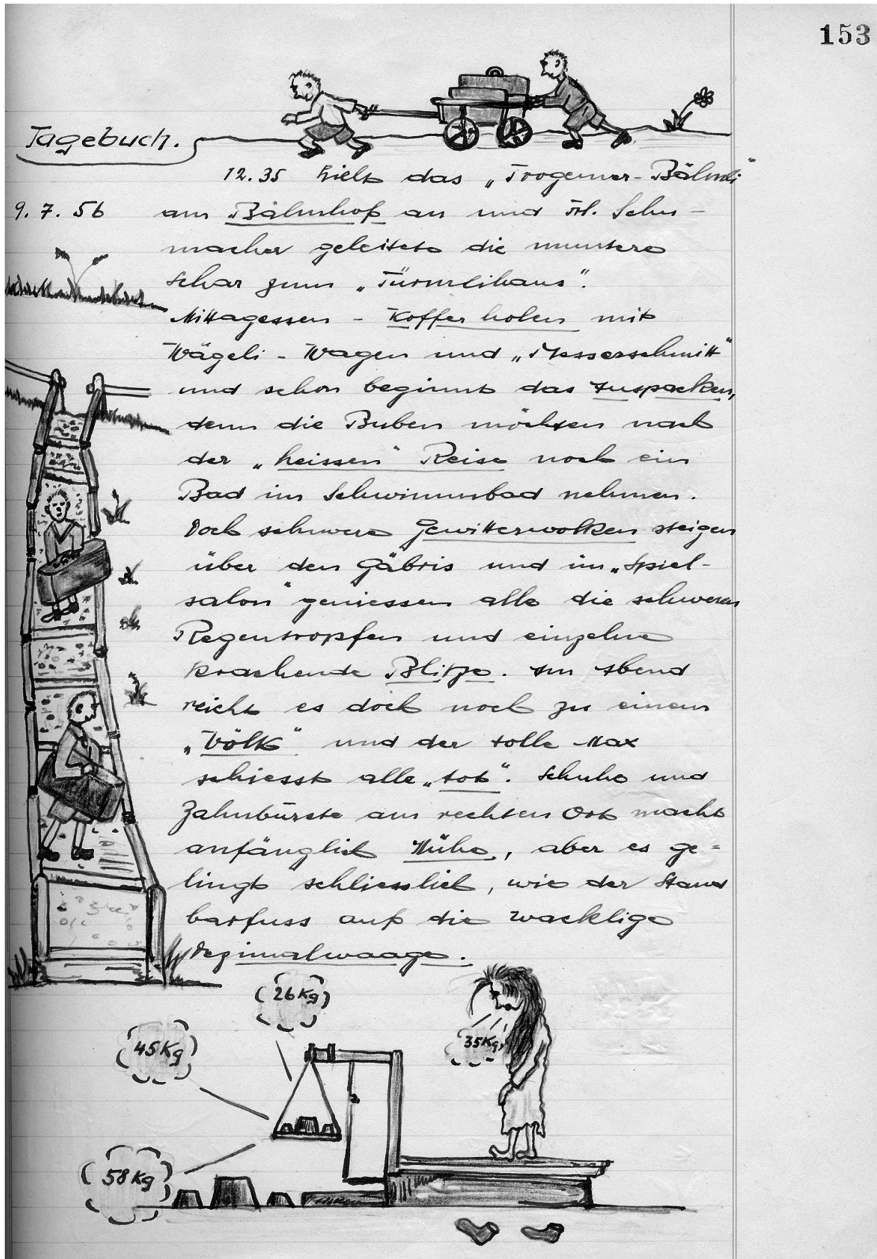 153
Tagebuch.
12.35 hielt das „Trogener-Bähnli"
9.7.56 am Bahnhof an und Frl. Schu-
macher geleitete die muntere
Schar zum „Türmlihaus".
Mittagessen - Koffer holen mit
Wägeli-Wagen und „Messerschmitt"
und schon beginnt das Auspacken,
denn die Buben möchten nach
der „heissen" Reise noch ein
Bad im Schwimmbad nehmen.
Doch schwere Gewitterwolken steigen
über den Gäbris und im „Spiel-
salon" geniessen alle die schweren
Regentropfen und einzelne
krachende Blitze. Am Abend
reicht es doch noch zu einem
„Völk" und der tolle Max
schiesst alle „tot". Schuhe und
Zahnbürste am rechten Ort macht
anfänglich Mühe, aber es ge=
lingt schliesslich, wie der Stand
barfuss auf die wacklige
Dezimalwaage.
26 Kg
45 Kg
35 Kg
58 Kg